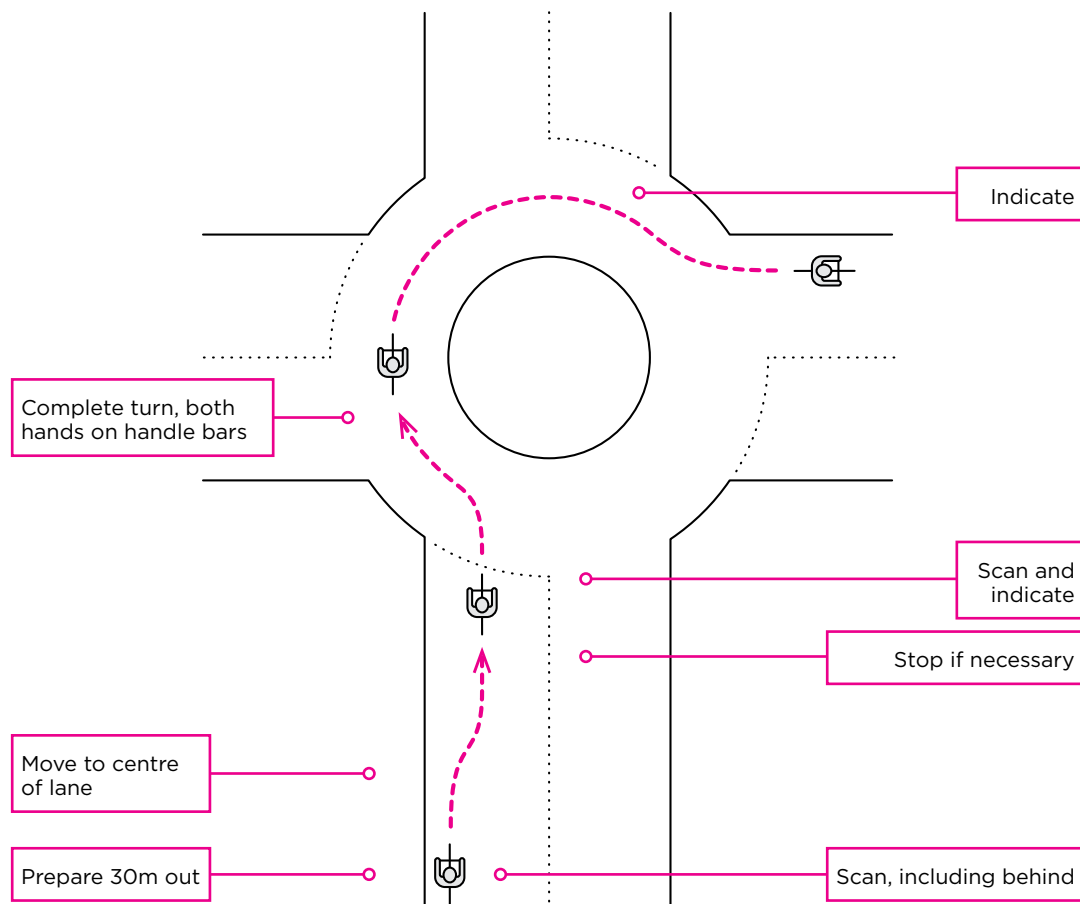 Indicate
Complete turn, both
hands on handle bars
Scan and
indicate
Stop if necessary
Move to centre
of lane
Prepare 30m out
Scan, including behind